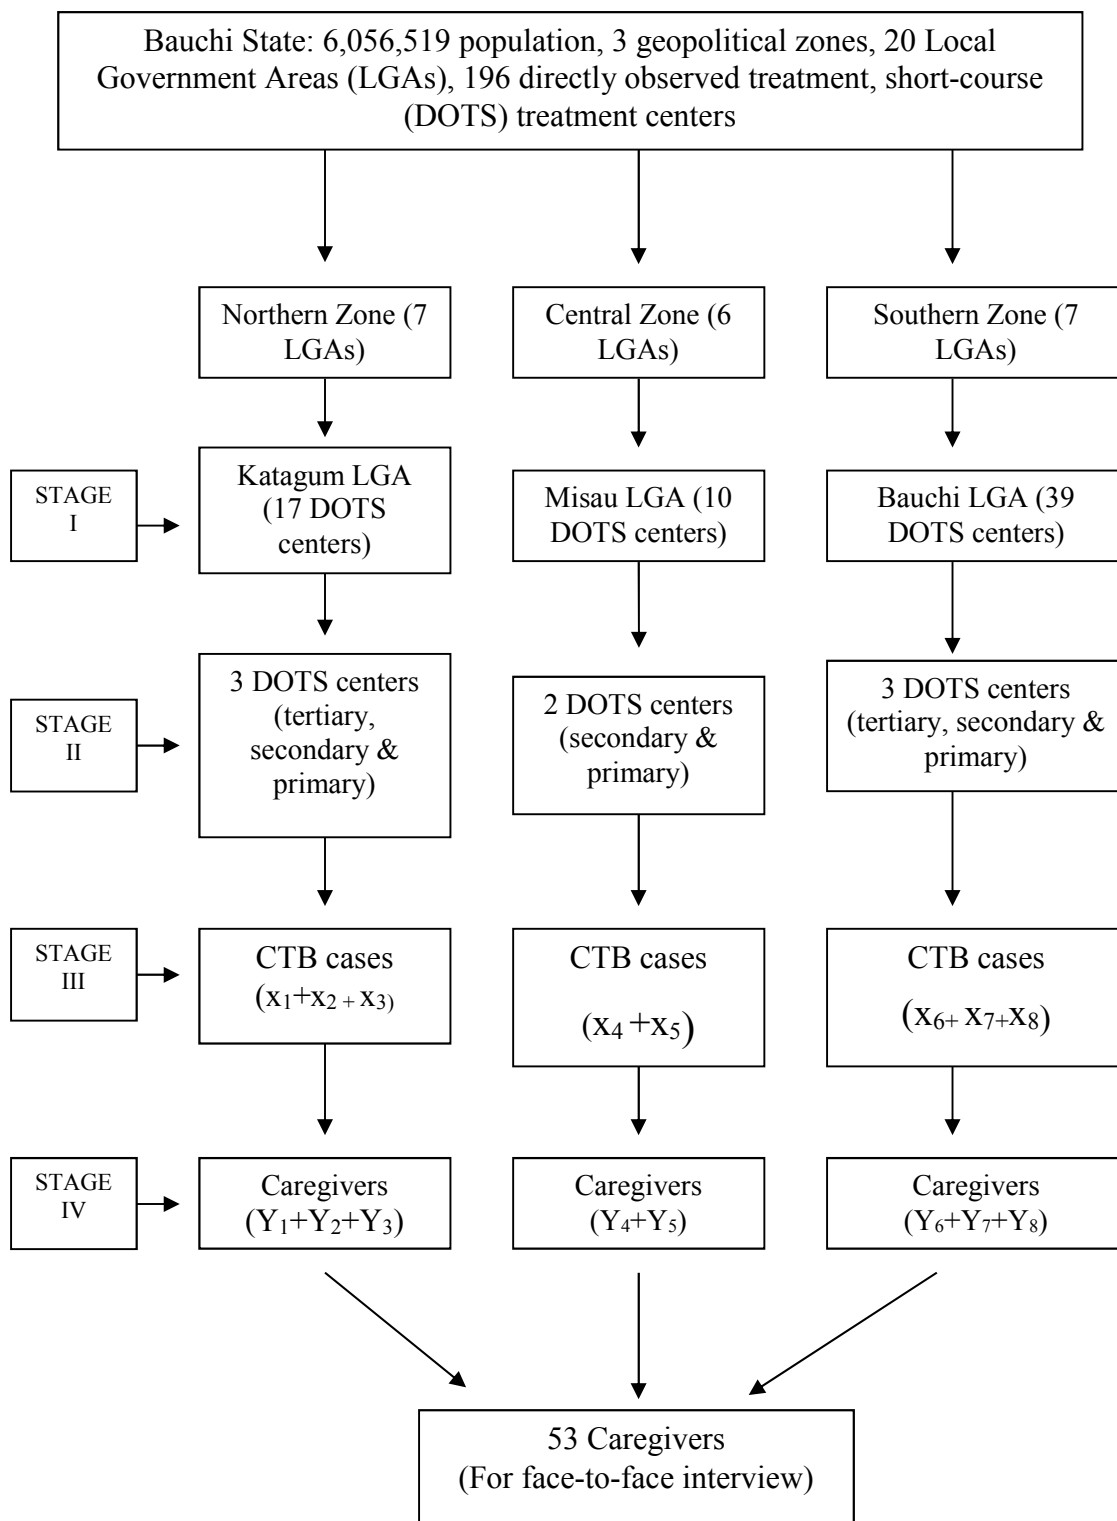 Bauchi State: 6,056,519 population, 3 geopolitical zones, 20 Local
Government Areas (LGAs), 196 directly observed treatment, short-course
(DOTS) treatment centers
Northern Zone (7
LGAs)
Central Zone (6
LGAs)
Southern Zone (7
LGAs)
STAGE
I
Katagum LGA
(17 DOTS
centers)
Misau LGA (10
DOTS centers)
Bauchi LGA (39
DOTS centers)
STAGE
II
3 DOTS centers
(tertiary,
secondary &
primary)
2 DOTS centers
(secondary &
primary)
3 DOTS centers
(tertiary, secondary &
primary)
STAGE
III
CTB cases
(x₁+x₂ + x₃)
CTB cases
(x₄ +x₅)
CTB cases
(x₆+ x₇+x₈)
STAGE
IV
Caregivers
(Y₁+Y₂+Y₃)
Caregivers
(Y₄+Y₅)
Caregivers
(Y₆+Y₇+Y₈)
53 Caregivers
(For face-to-face interview)